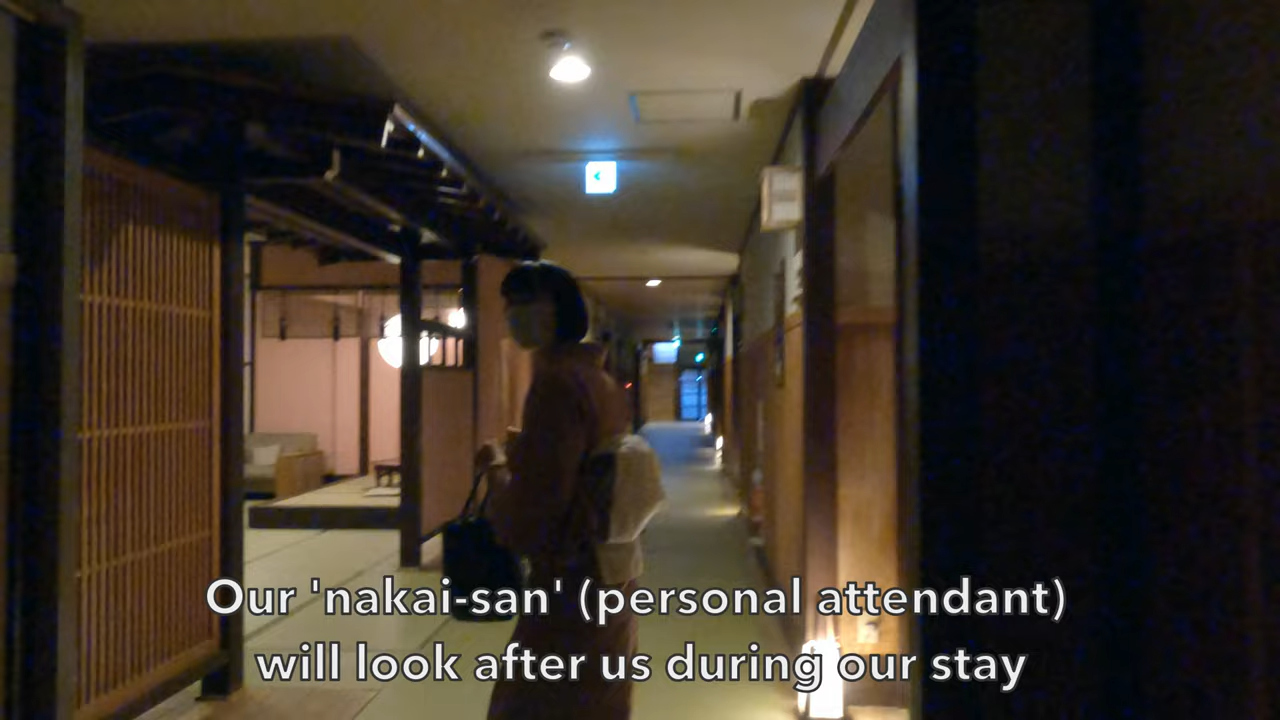 Our 'nakai-san' (personal attendant)
will look after us during our stay